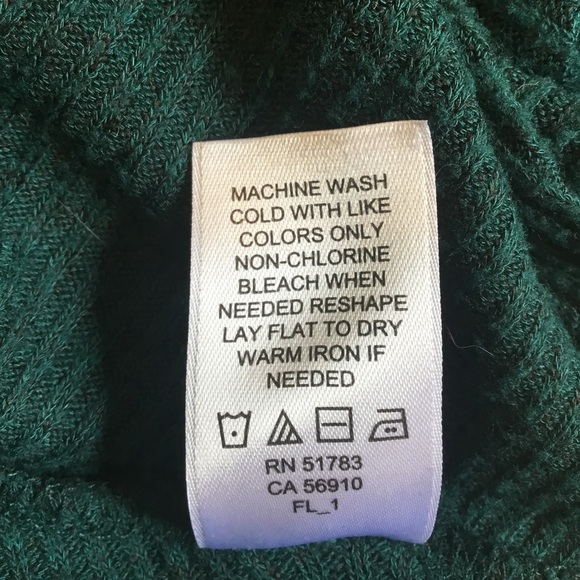 MACHINE WASH
COLD WITH LIKE
COLORS ONLY
NON-CHLORINE
BLEACH WHEN
NEEDED RESHAPE
LAY FLAT TO DRY
WARM IRON IF
NEEDED
RN 51783
CA 56910
FL_1